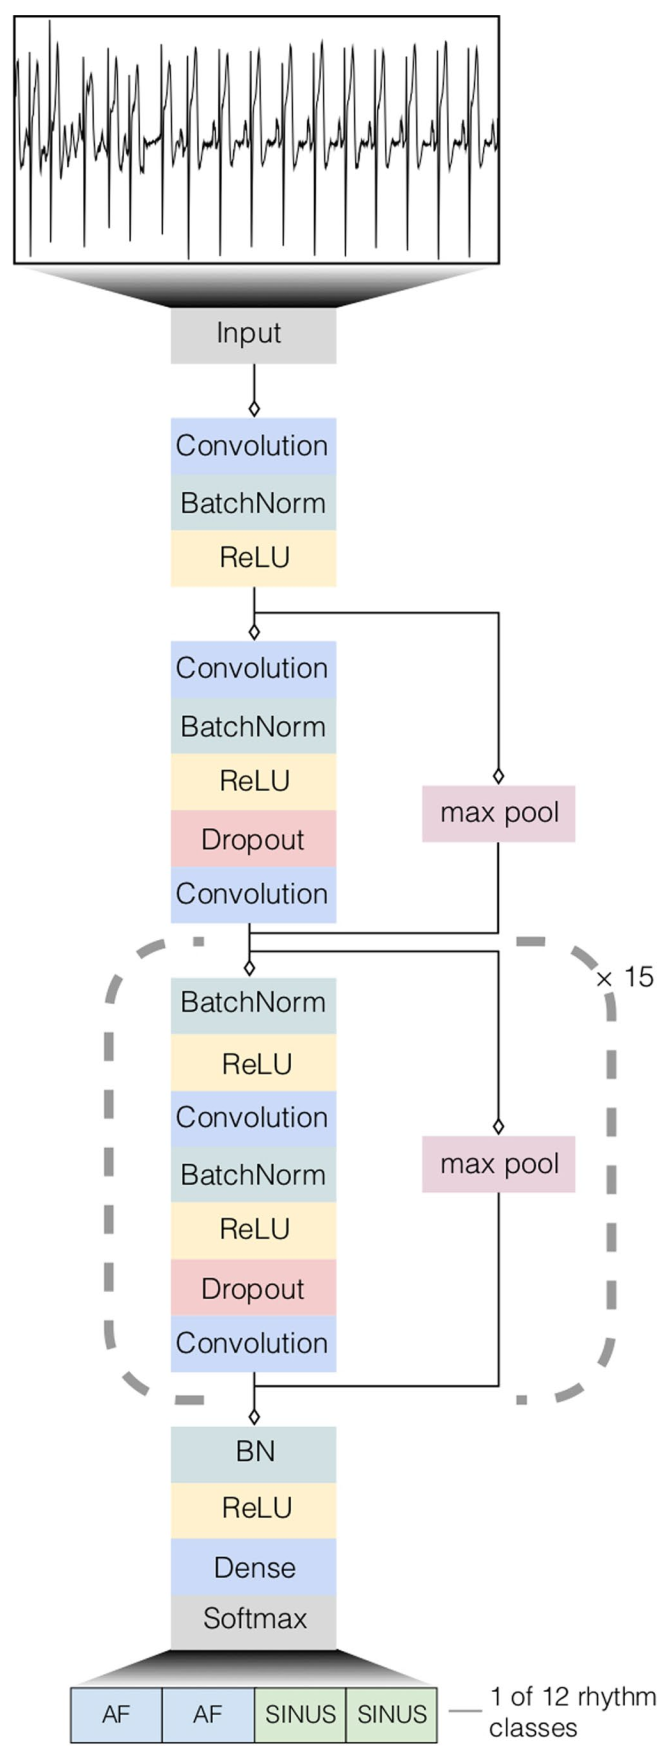 Input
Convolution
BatchNorm
ReLU
Convolution
BatchNorm
ReLU
Dropout
Convolution
max pool
× 15
BatchNorm
ReLU
Convolution
BatchNorm
ReLU
Dropout
Convolution
max pool
BN
ReLU
Dense
Softmax
AF AF SINUS SINUS
1 of 12 rhythm
classes